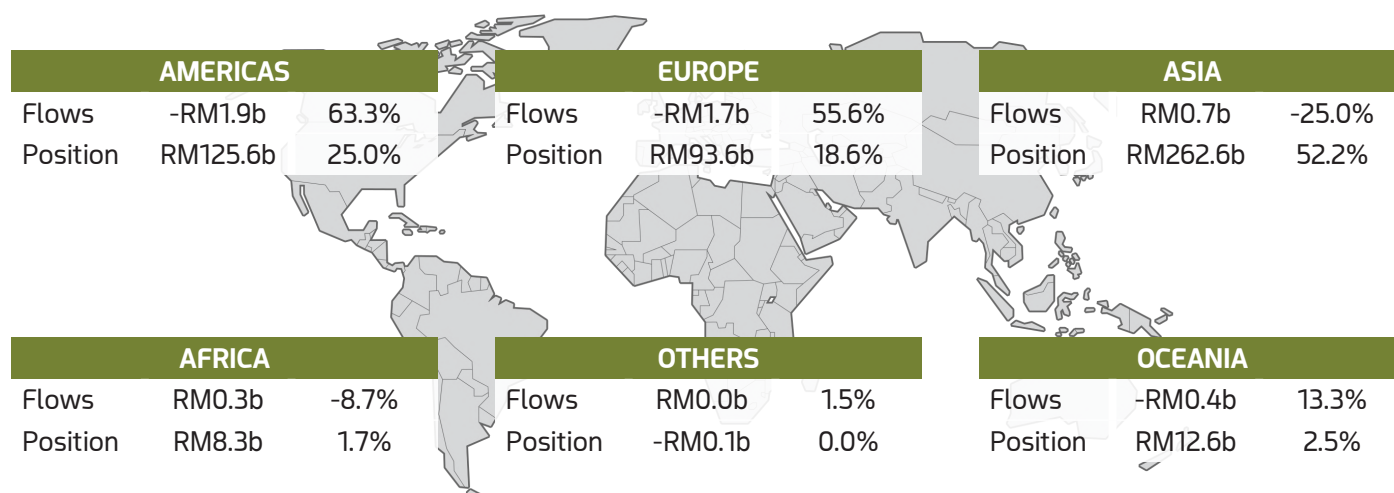 AMERICAS
Flows -RM1.9b 63.3%
Position RM125.6b 25.0%
EUROPE
Flows -RM1.7b 55.6%
Position RM93.6b 18.6%
ASIA
Flows RM0.7b -25.0%
Position RM262.6b 52.2%
AFRICA
Flows RM0.3b -8.7%
Position RM8.3b 1.7%
OTHERS
Flows RM0.0b 1.5%
Position -RM0.1b 0.0%
OCEANIA
Flows -RM0.4b 13.3%
Position RM12.6b 2.5%